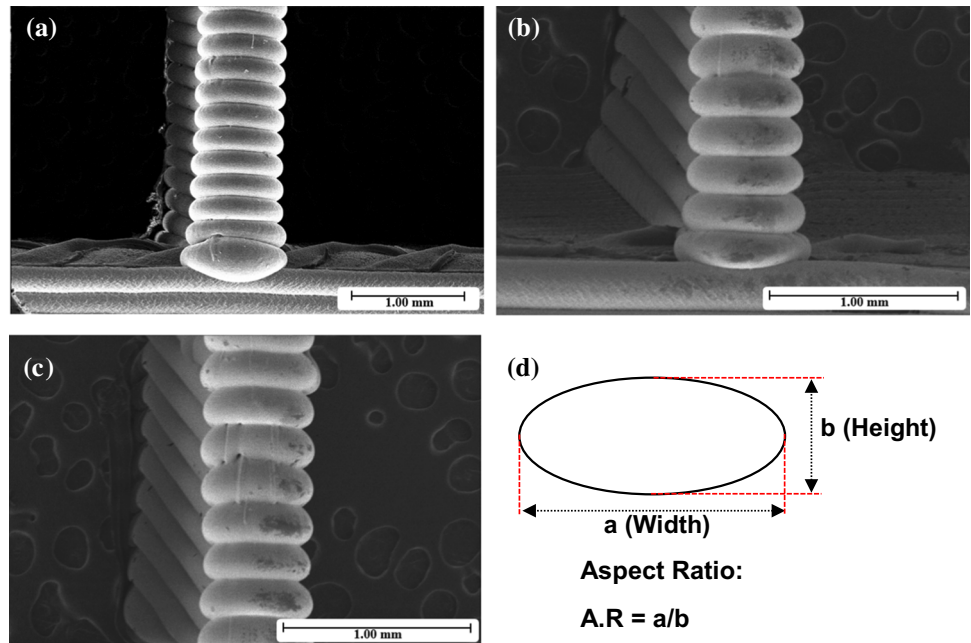 (a)
1.00 mm
(b)
1.00 mm
(c)
1.00 mm
(d)
b (Height)
a (Width)
Aspect Ratio:
A.R = a/b